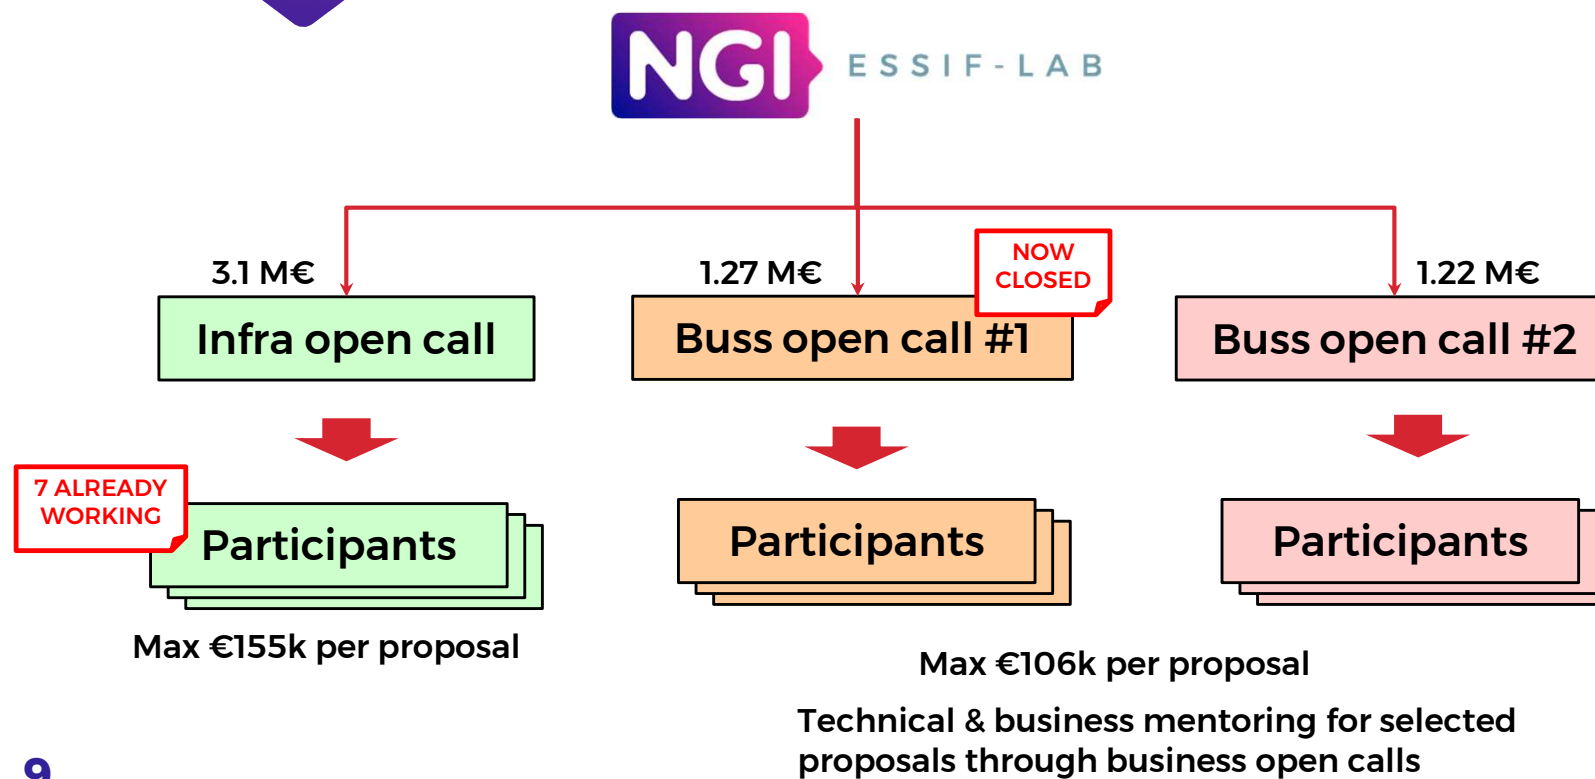 NGI ESSIF-LAB
3.1 M€
1.27 M€
NOW
CLOSED
1.22 M€
Infra open call
Buss open call #1
Buss open call #2
7 ALREADY
WORKING
Participants
Participants
Participants
Max €155k per proposal
Max €106k per proposal
Technical & business mentoring for selected
proposals through business open calls
9